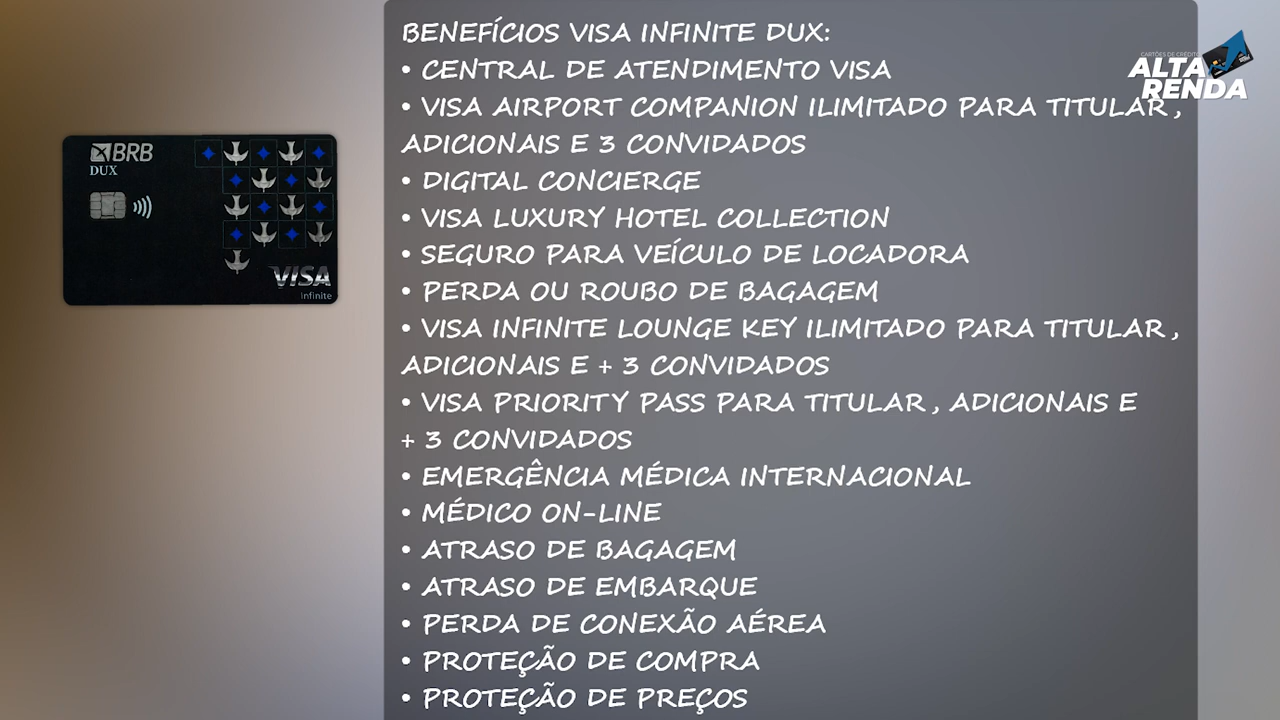 BENEFÍCIOS VISA INFINITE DUX:
• CENTRAL DE ATENDIMENTO VISA
• VISA AIRPORT COMPANION ILIMITADO PARA TITULAR,
ADICIONAIS E 3 CONVIDADOS
• DIGITAL CONCIERGE
• VISA LUXURY HOTEL COLLECTION
• SEGURO PARA VEÍCULO DE LOCADORA
• PERDA OU ROUBO DE BAGAGEM
• VISA INFINITE LOUNGE KEY ILIMITADO PARA TITULAR,
ADICIONAIS E + 3 CONVIDADOS
• VISA PRIORITY PASS PARA TITULAR, ADICIONAIS E
+ 3 CONVIDADOS
• EMERGÊNCIA MÉDICA INTERNACIONAL
• MÉDICO ON-LINE
• ATRASO DE BAGAGEM
• ATRASO DE EMBARQUE
• PERDA DE CONEXÃO AÉREA
• PROTEÇÃO DE COMPRA
• PROTEÇÃO DE PREÇOS
BRB
DUX
VISA
Infinite
CARTÕES DE CRÉDITO
ALTA
RENDA